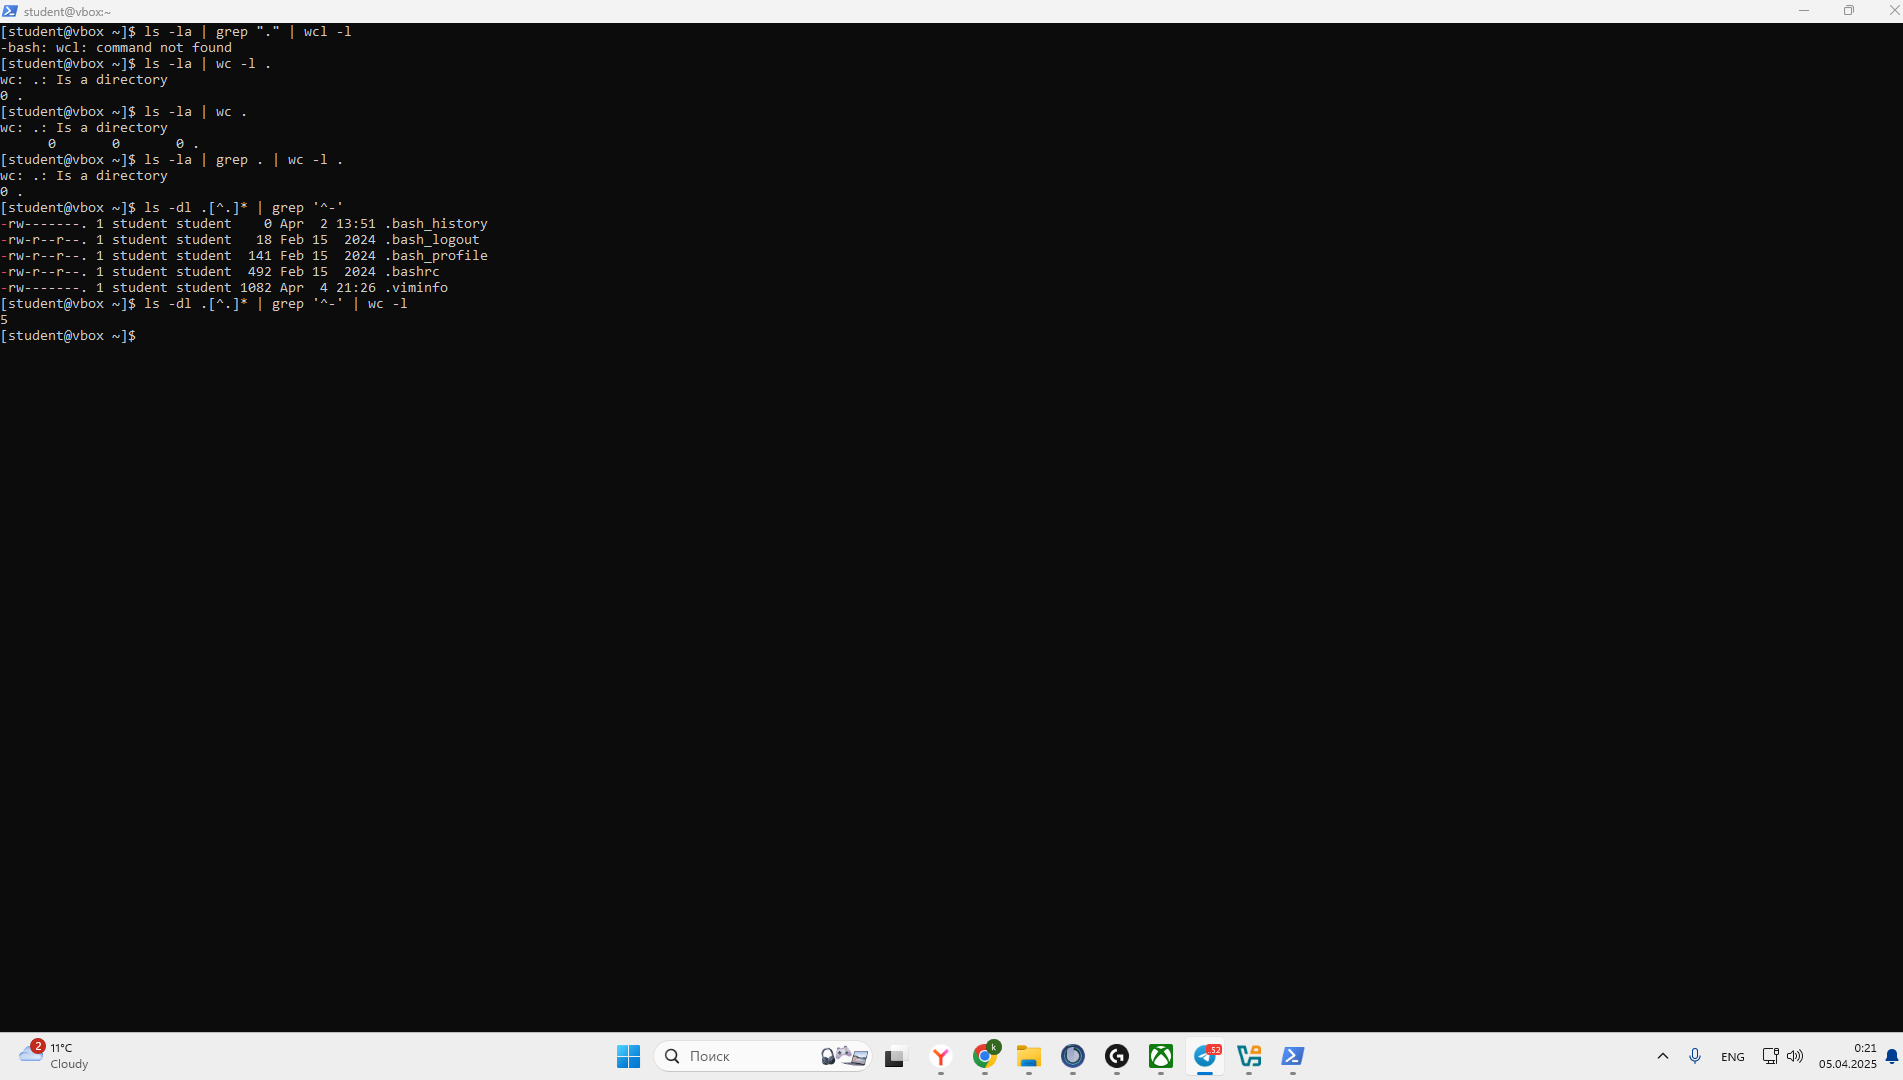 student@vbox:~
[student@vbox ~]$ ls -la | grep "." | wcl -l
-bash: wcl: command not found
[student@vbox ~]$ ls -la | wc -l .
wc: .: Is a directory
0 .
[student@vbox ~]$ ls -la | wc .
wc: .: Is a directory
      0       0       0 .
[student@vbox ~]$ ls -la | grep . | wc -l .
wc: .: Is a directory
0 .
[student@vbox ~]$ ls -dl .[^.]* | grep '^-'
-rw-------. 1 student student    0 Apr  2 13:51 .bash_history
-rw-r--r--. 1 student student   18 Feb 15  2024 .bash_logout
-rw-r--r--. 1 student student  141 Feb 15  2024 .bash_profile
-rw-r--r--. 1 student student  492 Feb 15  2024 .bashrc
-rw-------. 1 student student 1082 Apr  4 21:26 .viminfo
[student@vbox ~]$ ls -dl .[^.]* | grep '^-' | wc -l
5
[student@vbox ~]$
2
11°C
Cloudy
Поиск
k
..52
ENG
0:21
05.04.2025